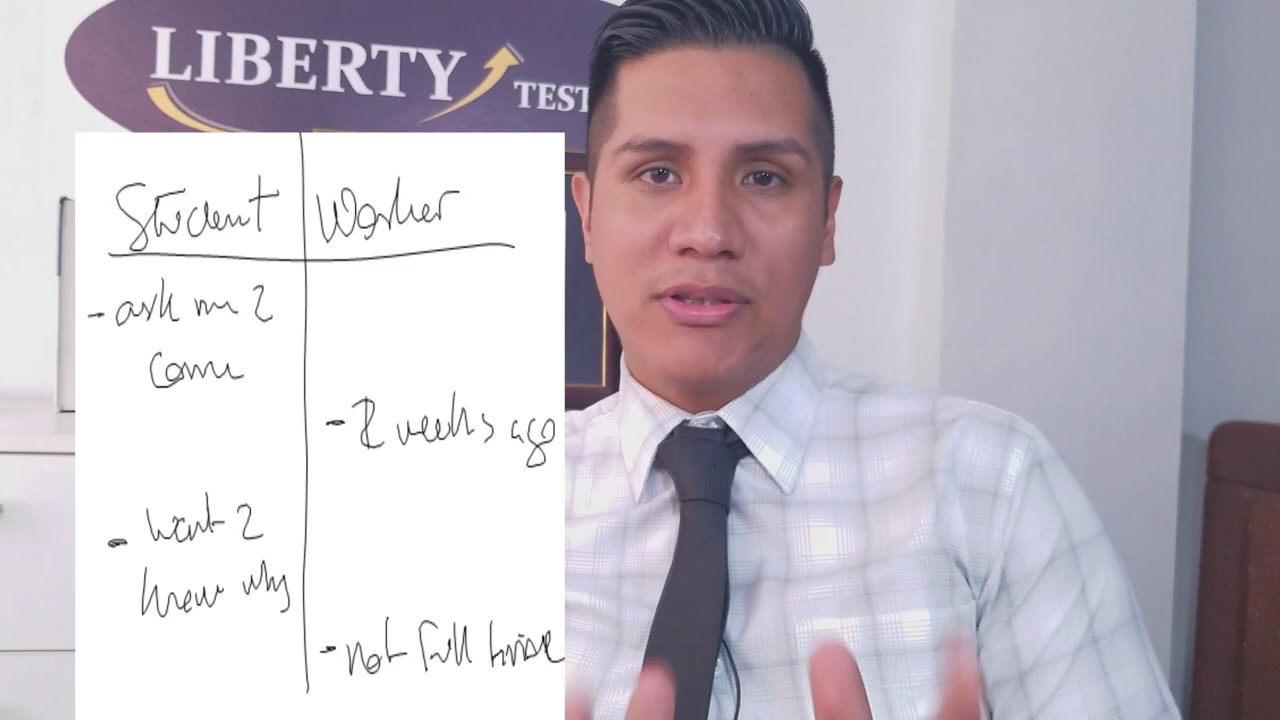 LIBERTY
TEST
Student Worker
- ask me 2
come
- 2 weeks ago
- want 2
know why
- not full time